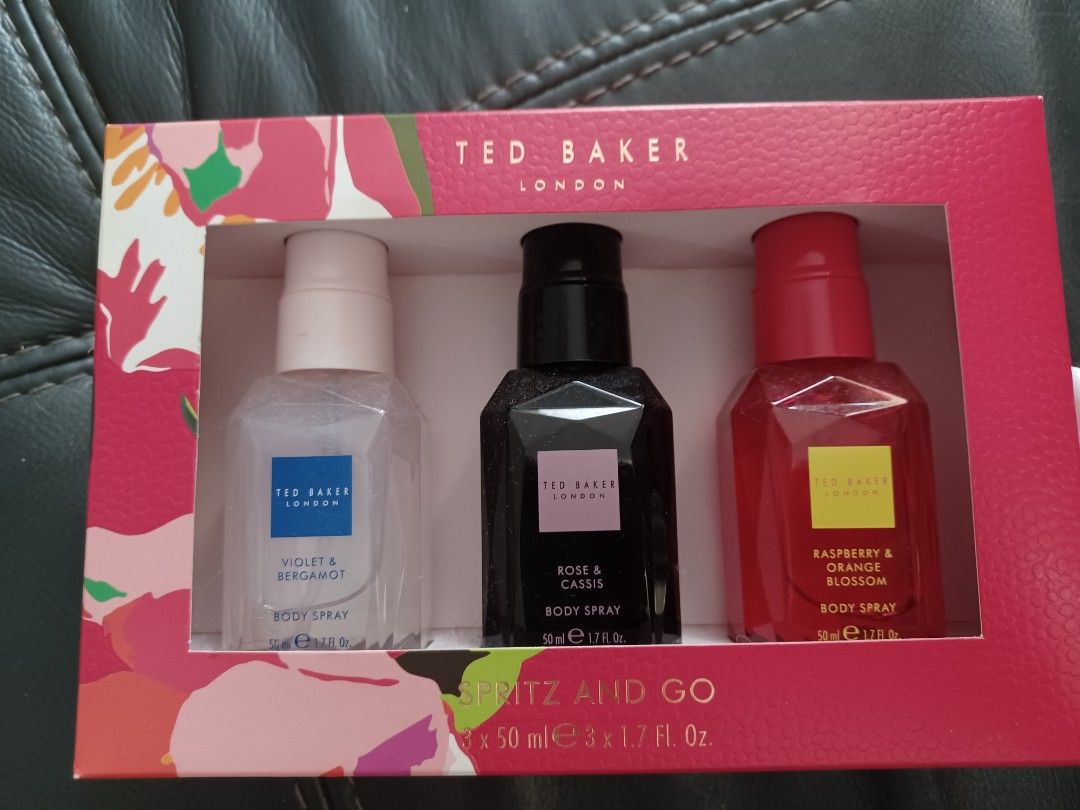 TED BAKER
LONDON
TED BAKER
LONDON
VIOLET &
BERGAMOT
BODY SPRAY
50 ml e 1.7 Fl. Oz.
TED BAKER
LONDON
ROSE &
CASSIS
BODY SPRAY
50 ml e 1.7 Fl. Oz.
TED BAKER
LONDON
RASPBERRY &
ORANGE
BLOSSOM
BODY SPRAY
50 ml e 1.7 Fl. Oz.
SPRITZ AND GO
3 x 50 ml e 3 x 1.7 Fl. Oz.